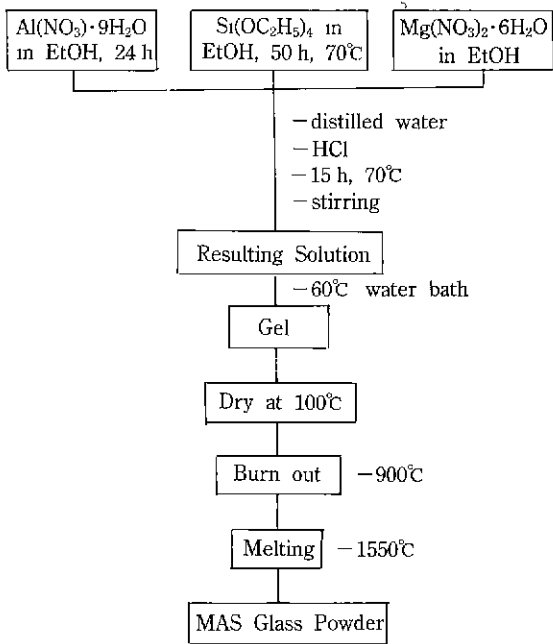 Al(NO₃)·9H₂O
in EtOH, 24 h
Si(OC₂H₅)₄ in
EtOH, 50 h, 70℃
Mg(NO₃)₂·6H₂O
in EtOH
－distilled water
－HCl
－15 h, 70℃
－stirring
Resulting Solution
－60℃ water bath
Gel
Dry at 100℃
Burn out －900℃
Melting －1550℃
MAS Glass Powder